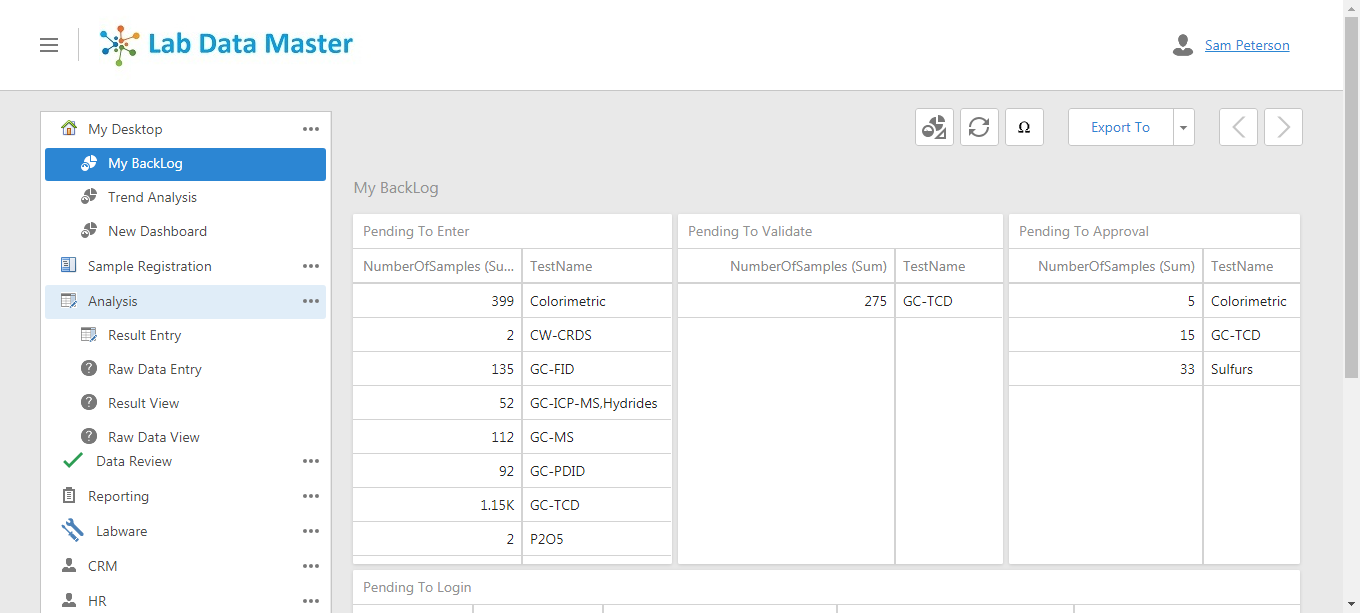 Lab Data Master
Sam Peterson
My Desktop
My BackLog
Trend Analysis
New Dashboard
Sample Registration
Analysis
Result Entry
Raw Data Entry
Result View
Raw Data View
Data Review
Reporting
Labware
CRM
HR
Ω
Export To
My BackLog
Pending To Enter
NumberOfSamples (Su... TestName
399 Colorimetric
2 CW-CRDS
135 GC-FID
52 GC-ICP-MS,Hydrides
112 GC-MS
92 GC-PDID
1.15K GC-TCD
2 P2O5
Pending To Validate
NumberOfSamples (Sum) TestName
275 GC-TCD
Pending To Approval
NumberOfSamples (Sum) TestName
5 Colorimetric
15 GC-TCD
33 Sulfurs
Pending To Login